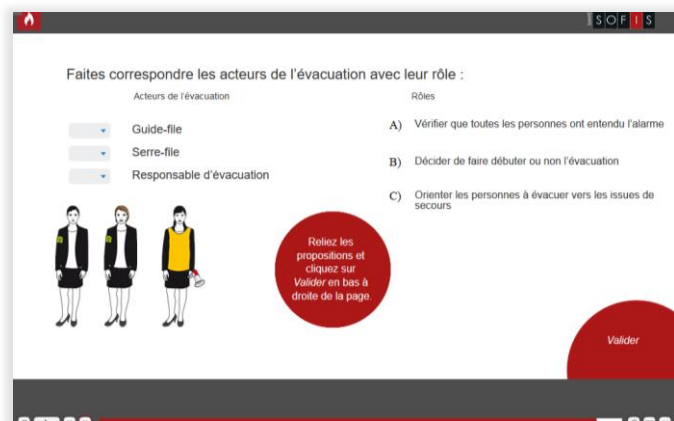 SOFIS
Faites correspondre les acteurs de l'évacuation avec leur rôle :
Acteurs de l'évacuation
Rôles
Guide-file
Serre-file
Responsable d'évacuation
A) Vérifier que toutes les personnes ont entendu l'alarme
B) Décider de faire débuter ou non l'évacuation
C) Orienter les personnes à évacuer vers les issues de
secours
Reliez les
propositions et
cliquez sur
Valider en bas à
droite de la page.
Valider